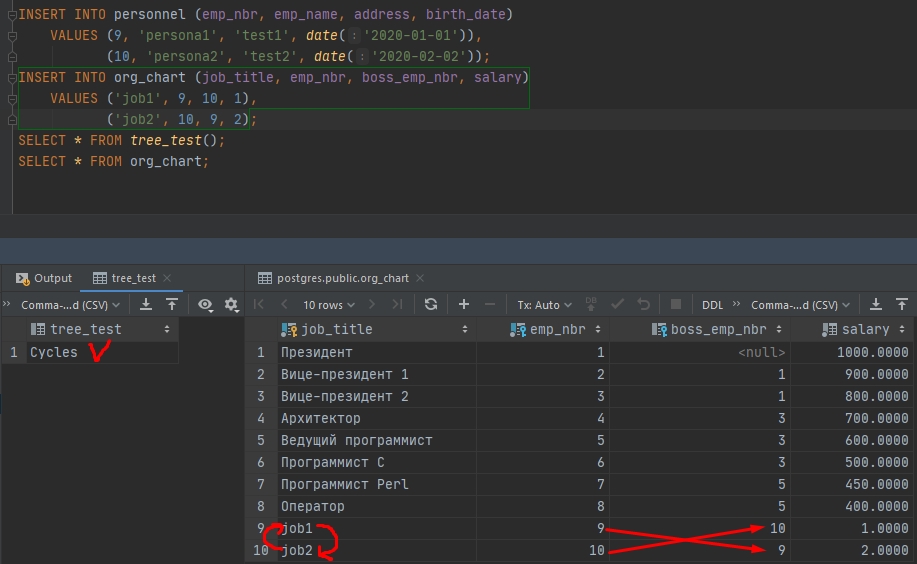 INSERT INTO personnel (emp_nbr, emp_name, address, birth_date)
VALUES (9, 'persona1', 'test1', date( : '2020-01-01')),
(10, 'persona2', 'test2', date( : '2020-02-02'));
INSERT INTO org_chart (job_title, emp_nbr, boss_emp_nbr, salary)
VALUES ('job1', 9, 10, 1),
('job2', 10, 9, 2);
SELECT * FROM tree_test();
SELECT * FROM org_chart;
Output tree_test postgres.public.org_chart
Comma-...d (CSV) 10 rows Tx: Auto DB DDL Comma-...d (CSV)
tree_test
1 Cycles
job_title emp_nbr boss_emp_nbr salary
1 Президент 1 <null> 1000.0000
2 Вице-президент 1 2 1 900.0000
3 Вице-президент 2 3 1 800.0000
4 Архитектор 4 3 700.0000
5 Ведущий программист 5 3 600.0000
6 Программист C 6 3 500.0000
7 Программист Perl 7 5 450.0000
8 Оператор 8 5 400.0000
9 job1 9 10 1.0000
10 job2 10 9 2.0000